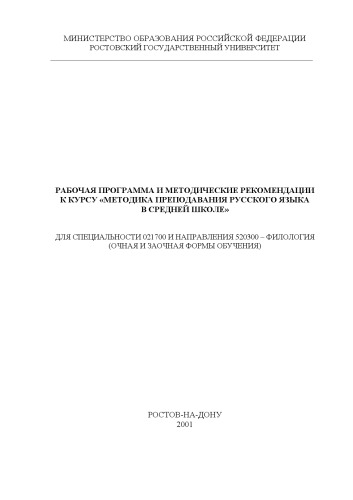 МИНИСТЕРСТВО ОБРАЗОВАНИЯ РОССИЙСКОЙ ФЕДЕРАЦИИ
РОСТОВСКИЙ ГОСУДАРСТВЕННЫЙ УНИВЕРСИТЕТ
РАБОЧАЯ ПРОГРАММА И МЕТОДИЧЕСКИЕ РЕКОМЕНДАЦИИ
К КУРСУ «МЕТОДИКА ПРЕПОДАВАНИЯ РУССКОГО ЯЗЫКА
В СРЕДНЕЙ ШКОЛЕ»
ДЛЯ СПЕЦИАЛЬНОСТИ 021700 И НАПРАВЛЕНИЯ 520300 – ФИЛОЛОГИЯ
(ОЧНАЯ И ЗАОЧНАЯ ФОРМЫ ОБУЧЕНИЯ)
РОСТОВ-НА-ДОНУ
2001